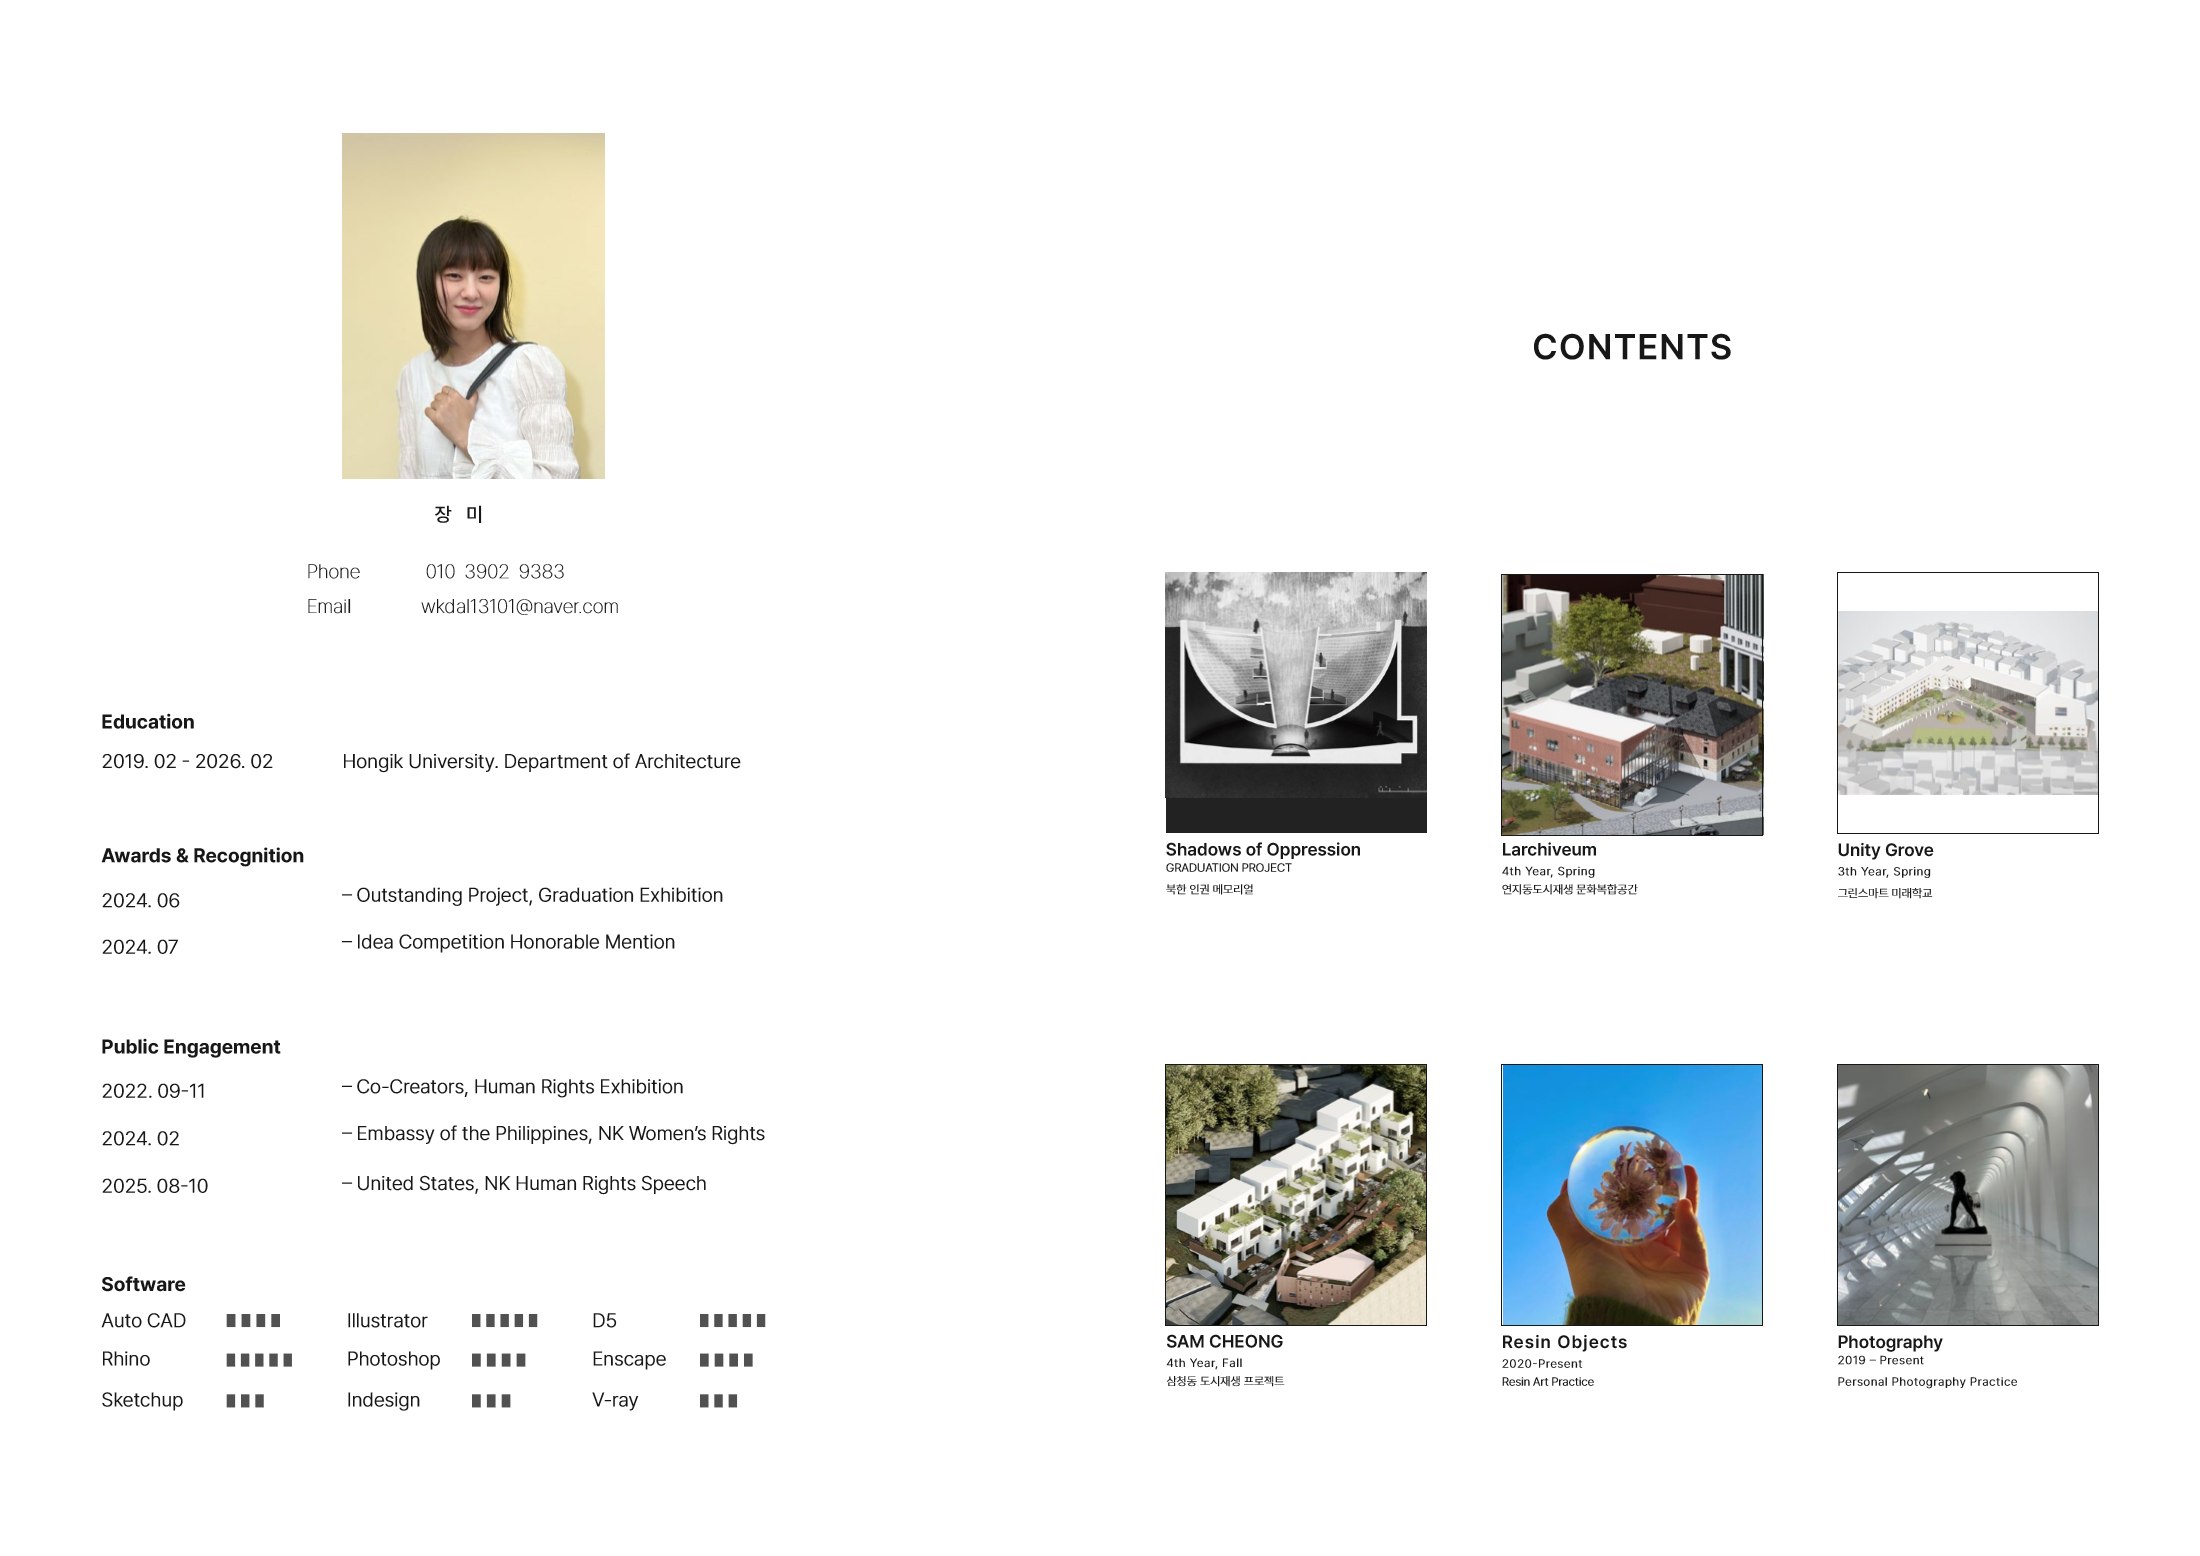 장 미
Phone 010 3902 9383
Email wkdal13101@naver.com
Education
2019. 02 - 2026. 02 Hongik University. Department of Architecture
Awards & Recognition
2024. 06 – Outstanding Project, Graduation Exhibition
2024. 07 – Idea Competition Honorable Mention
Public Engagement
2022. 09-11 – Co-Creators, Human Rights Exhibition
2024. 02 – Embassy of the Philippines, NK Women's Rights
2025. 08-10 – United States, NK Human Rights Speech
Software
Auto CAD Illustrator D5
Rhino Photoshop Enscape
Sketchup Indesign V-ray
CONTENTS
Shadows of Oppression
GRADUATION PROJECT
북한 인권 메모리얼
Larchiveum
4th Year, Spring
연지동도시재생 문화복합공간
Unity Grove
3th Year, Spring
그린스마트 미래학교
SAM CHEONG
4th Year, Fall
삼청동 도시재생 프로젝트
Resin Objects
2020-Present
Resin Art Practice
Photography
2019 – Present
Personal Photography Practice